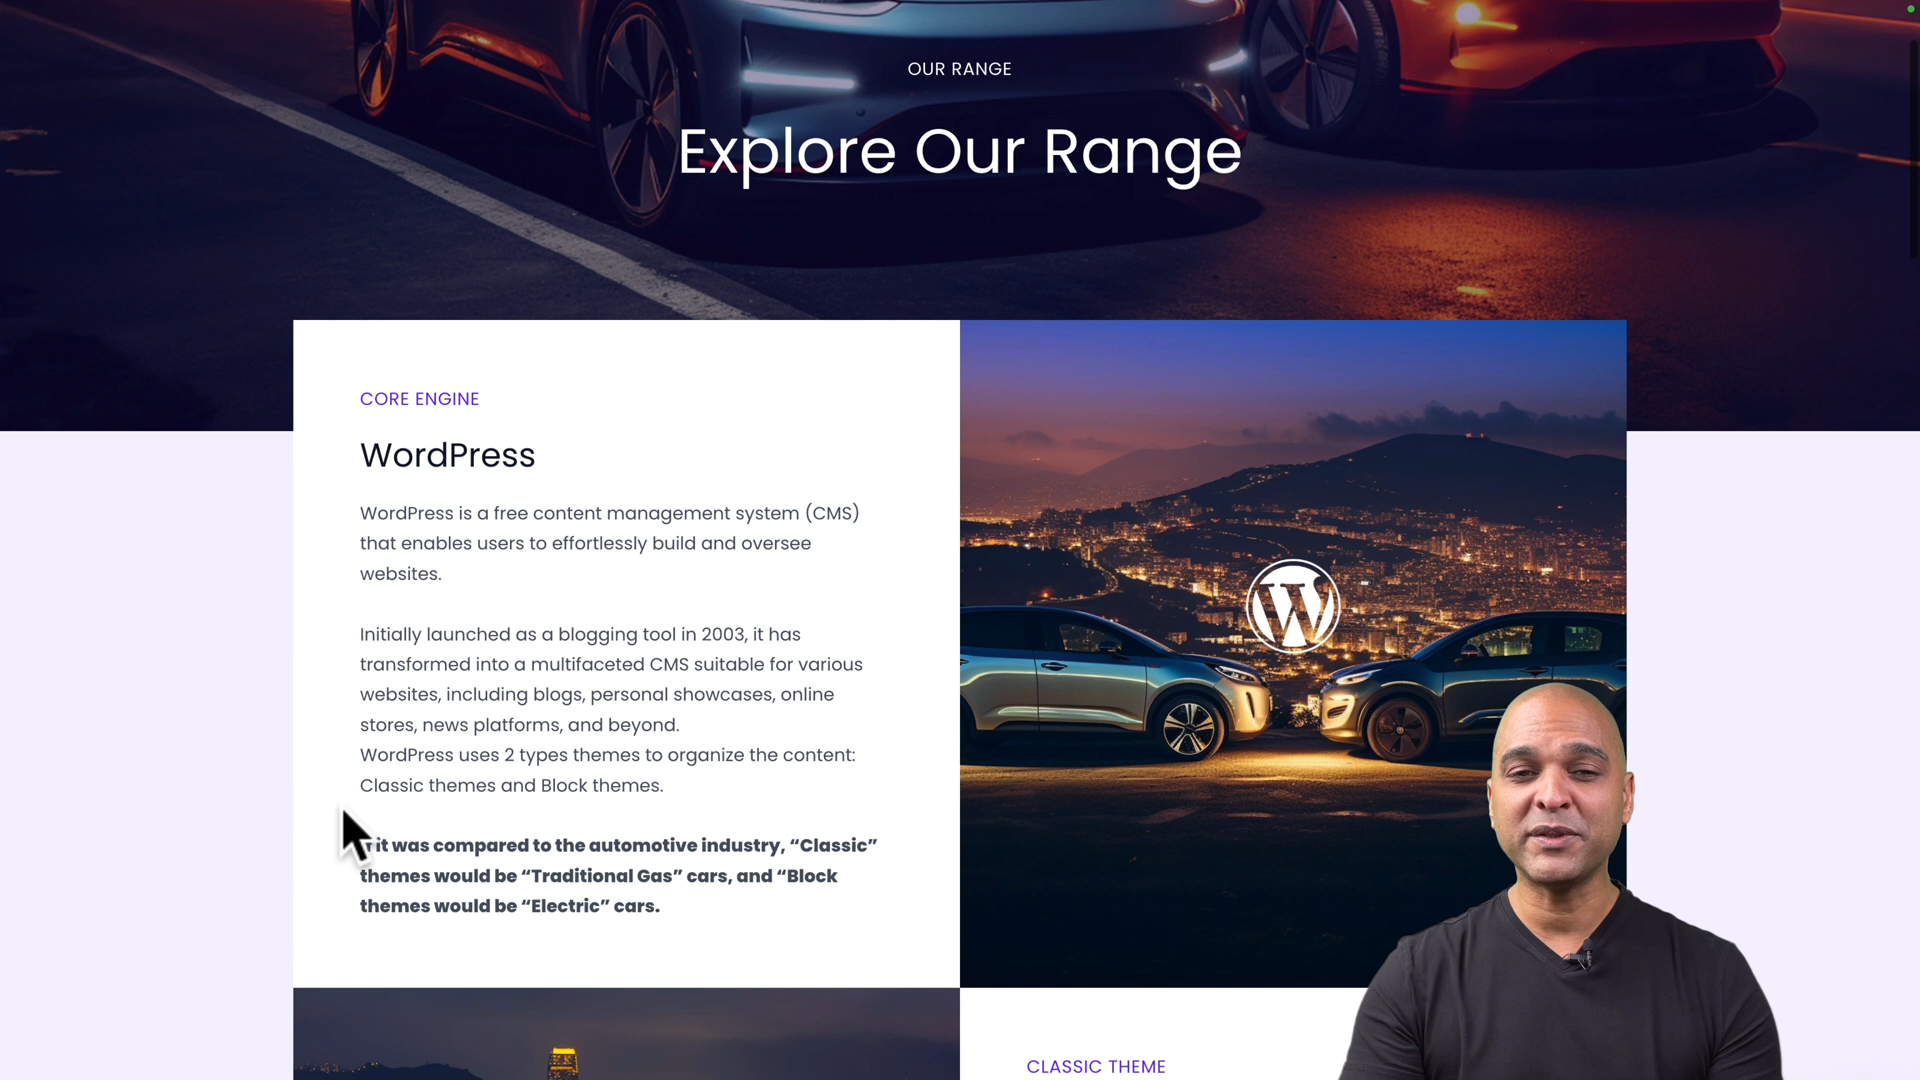 OUR RANGE
Explore Our Range
CORE ENGINE
WordPress
WordPress is a free content management system (CMS)
that enables users to effortlessly build and oversee
websites.
Initially launched as a blogging tool in 2003, it has
transformed into a multifaceted CMS suitable for various
websites, including blogs, personal showcases, online
stores, news platforms, and beyond.
WordPress uses 2 types themes to organize the content:
Classic themes and Block themes.
it was compared to the automotive industry, “Classic”
themes would be “Traditional Gas” cars, and “Block
themes would be “Electric” cars.
CLASSIC THEME